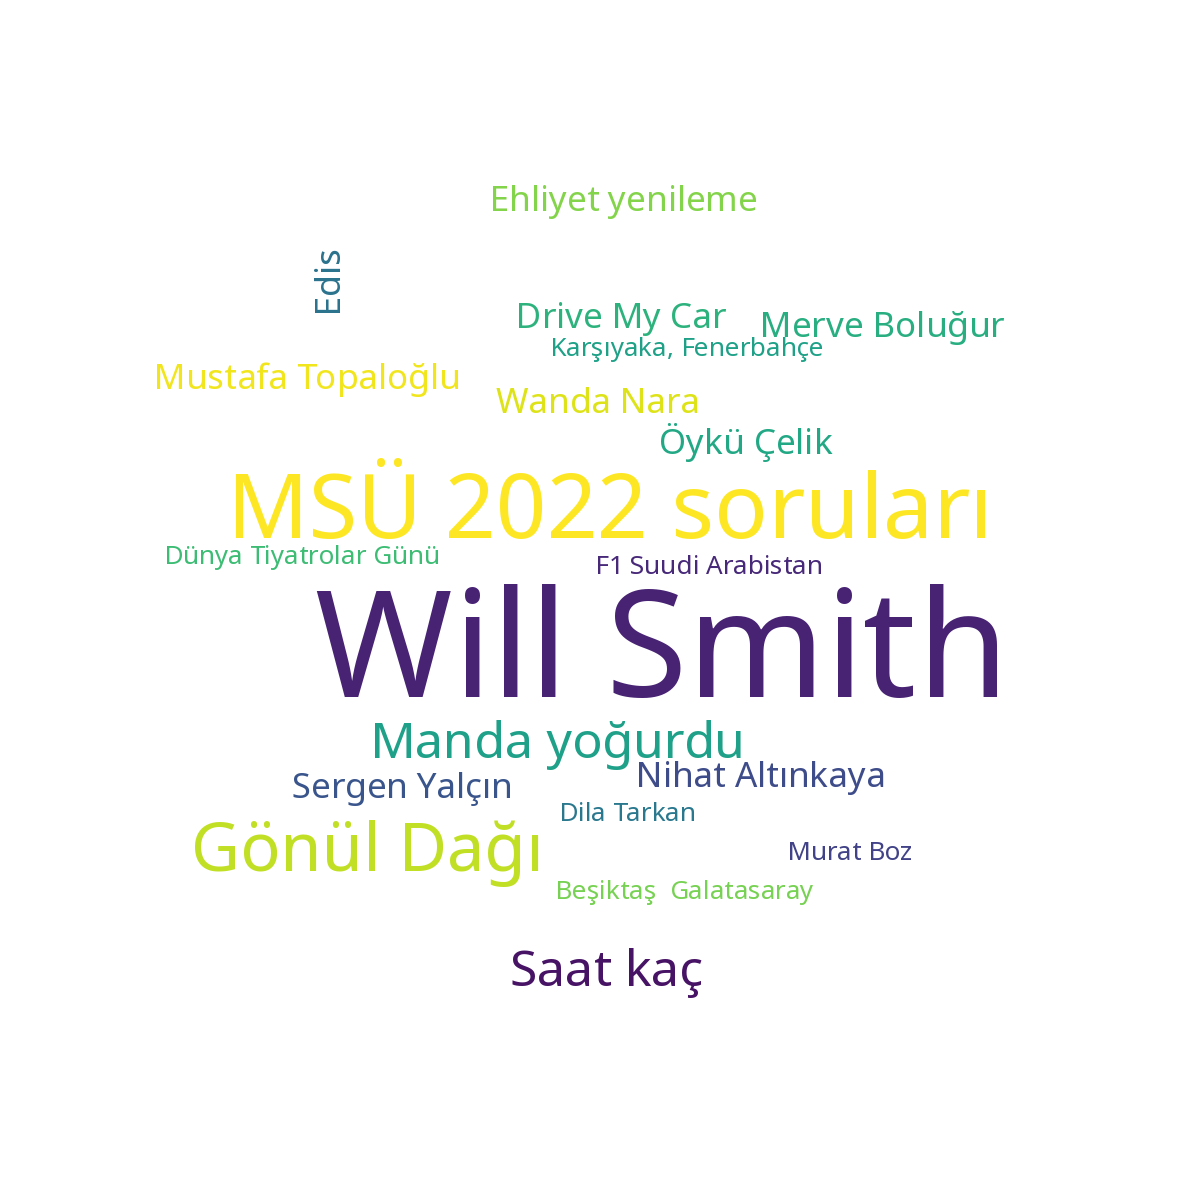 Ehliyet yenileme
Edis
Drive My Car
Merve Boluğur
Karşıyaka, Fenerbahçe
Mustafa Topaloğlu
Wanda Nara
Öykü Çelik
MSÜ 2022 soruları
Dünya Tiyatrolar Günü
F1 Suudi Arabistan
Will Smith
Manda yoğurdu
Nihat Altınkaya
Sergen Yalçın
Dila Tarkan
Gönül Dağı
Murat Boz
Beşiktaş  Galatasaray
Saat kaç